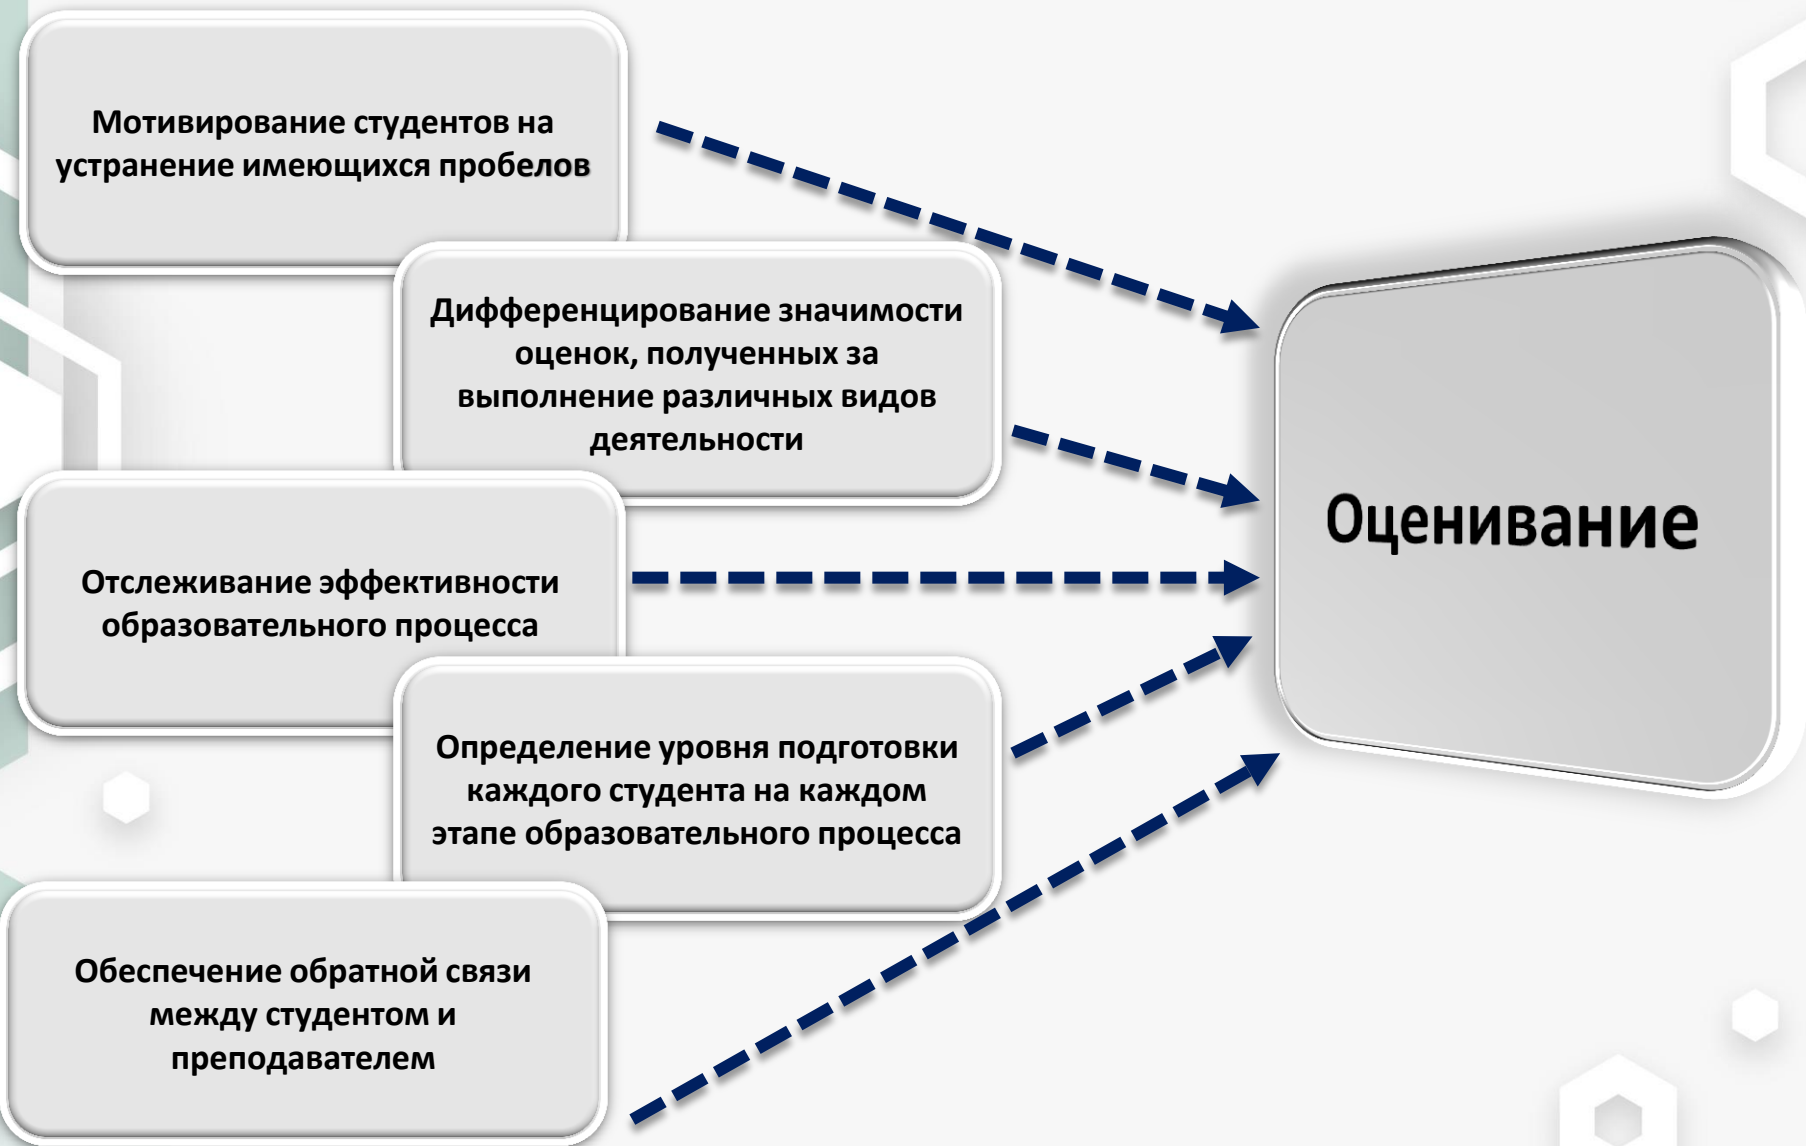 Мотивирование студентов на
устранение имеющихся пробелов
Дифференцирование значимости
оценок, полученных за
выполнение различных видов
деятельности
Отслеживание эффективности
образовательного процесса
Определение уровня подготовки
каждого студента на каждом
этапе образовательного процесса
Обеспечение обратной связи
между студентом и
преподавателем
Оценивание